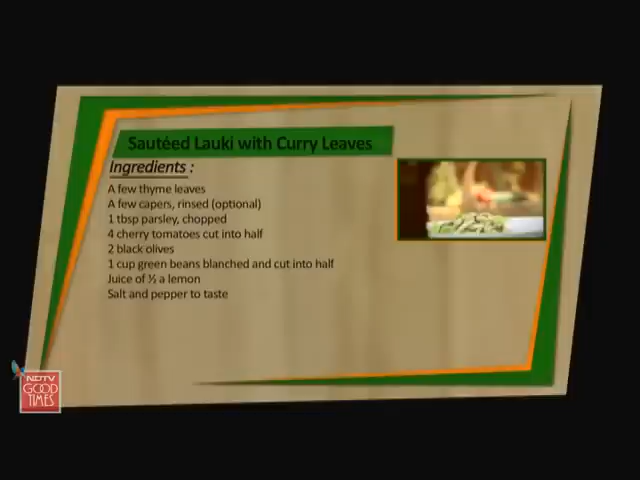 Sautéed Lauki with Curry Leaves
Ingredients :
A few thyme leaves
A few capers, rinsed (optional)
1 tbsp parsley, chopped
4 cherry tomatoes cut into half
2 black olives
1 cup green beans blanched and cut into half
Juice of ½ a lemon
Salt and pepper to taste
NDTV
GOOD
TIMES